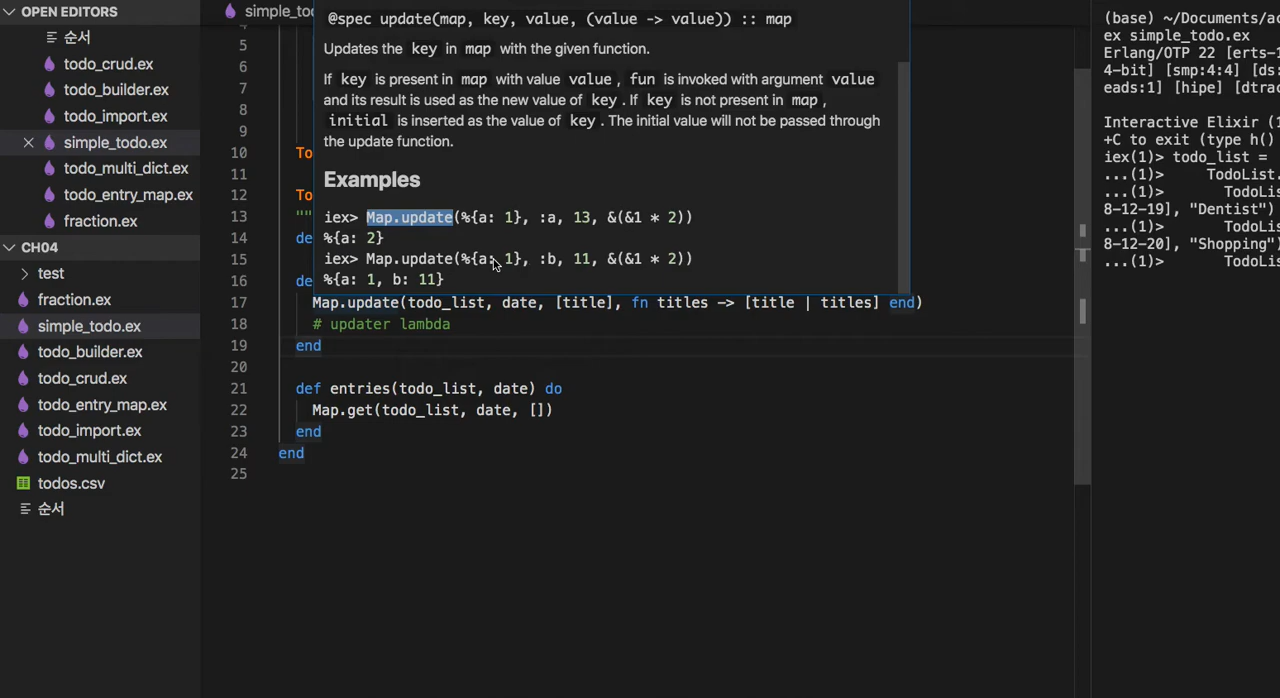 OPEN EDITORS
순서
todo_crud.ex
todo_builder.ex
todo_import.ex
simple_todo.ex
todo_multi_dict.ex
todo_entry_map.ex
fraction.ex
CH04
test
fraction.ex
simple_todo.ex
todo_builder.ex
todo_crud.ex
todo_entry_map.ex
todo_import.ex
todo_multi_dict.ex
todos.csv
순서
simple_to
@spec update(map, key, value, (value -> value)) :: map
Updates the key in map with the given function.
If key is present in map with value value, fun is invoked with argument value
and its result is used as the new value of key. If key is not present in map,
initial is inserted as the value of key. The initial value will not be passed through
the update function.
Examples
iex> Map.update(%{a: 1}, :a, 13, &(&1 * 2))
%{a: 2}
iex> Map.update(%{a: 1}, :b, 11, &(&1 * 2))
%{a: 1, b: 11}
4
5
6
7
8
9
10 To
11
12 To
13 """
14 de
15
16 de
17 Map.update(todo_list, date, [title], fn titles -> [title | titles] end)
18 # updater lambda
19 end
20
21 def entries(todo_list, date) do
22 Map.get(todo_list, date, [])
23 end
24 end
25
(base) ~/Documents/ac
ex simple_todo.ex
Erlang/OTP 22 [erts-1
4-bit] [smp:4:4] [ds:
eads:1] [hipe] [dtrac
Interactive Elixir (1
+C to exit (type h()
iex(1)> todo_list =
...(1)> TodoList.
...(1)> TodoLis
8-12-19], "Dentist")
...(1)> TodoLis
8-12-20], "Shopping")
...(1)> TodoLis